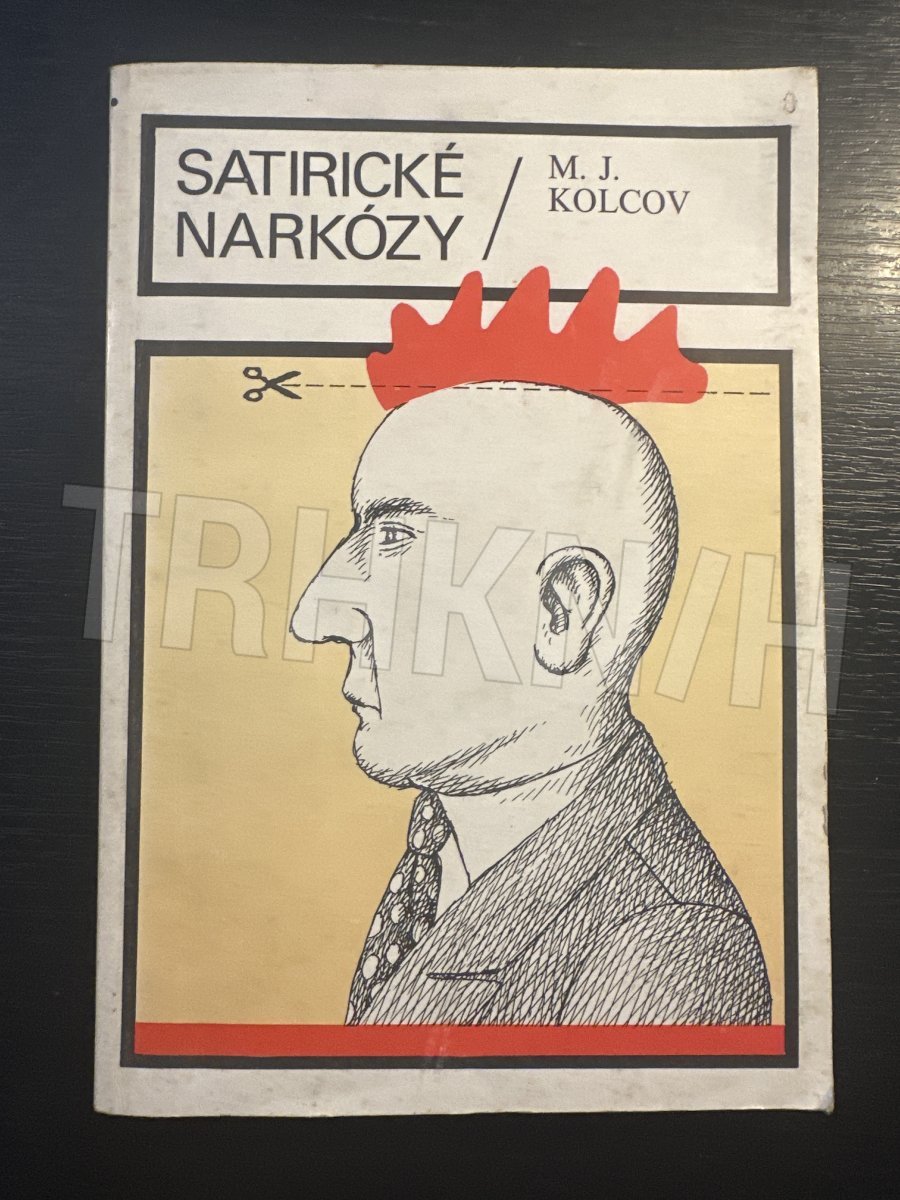 SATIRICKÉ
NARKÓZY /
M. J.
KOLCOV
TRHKNIH